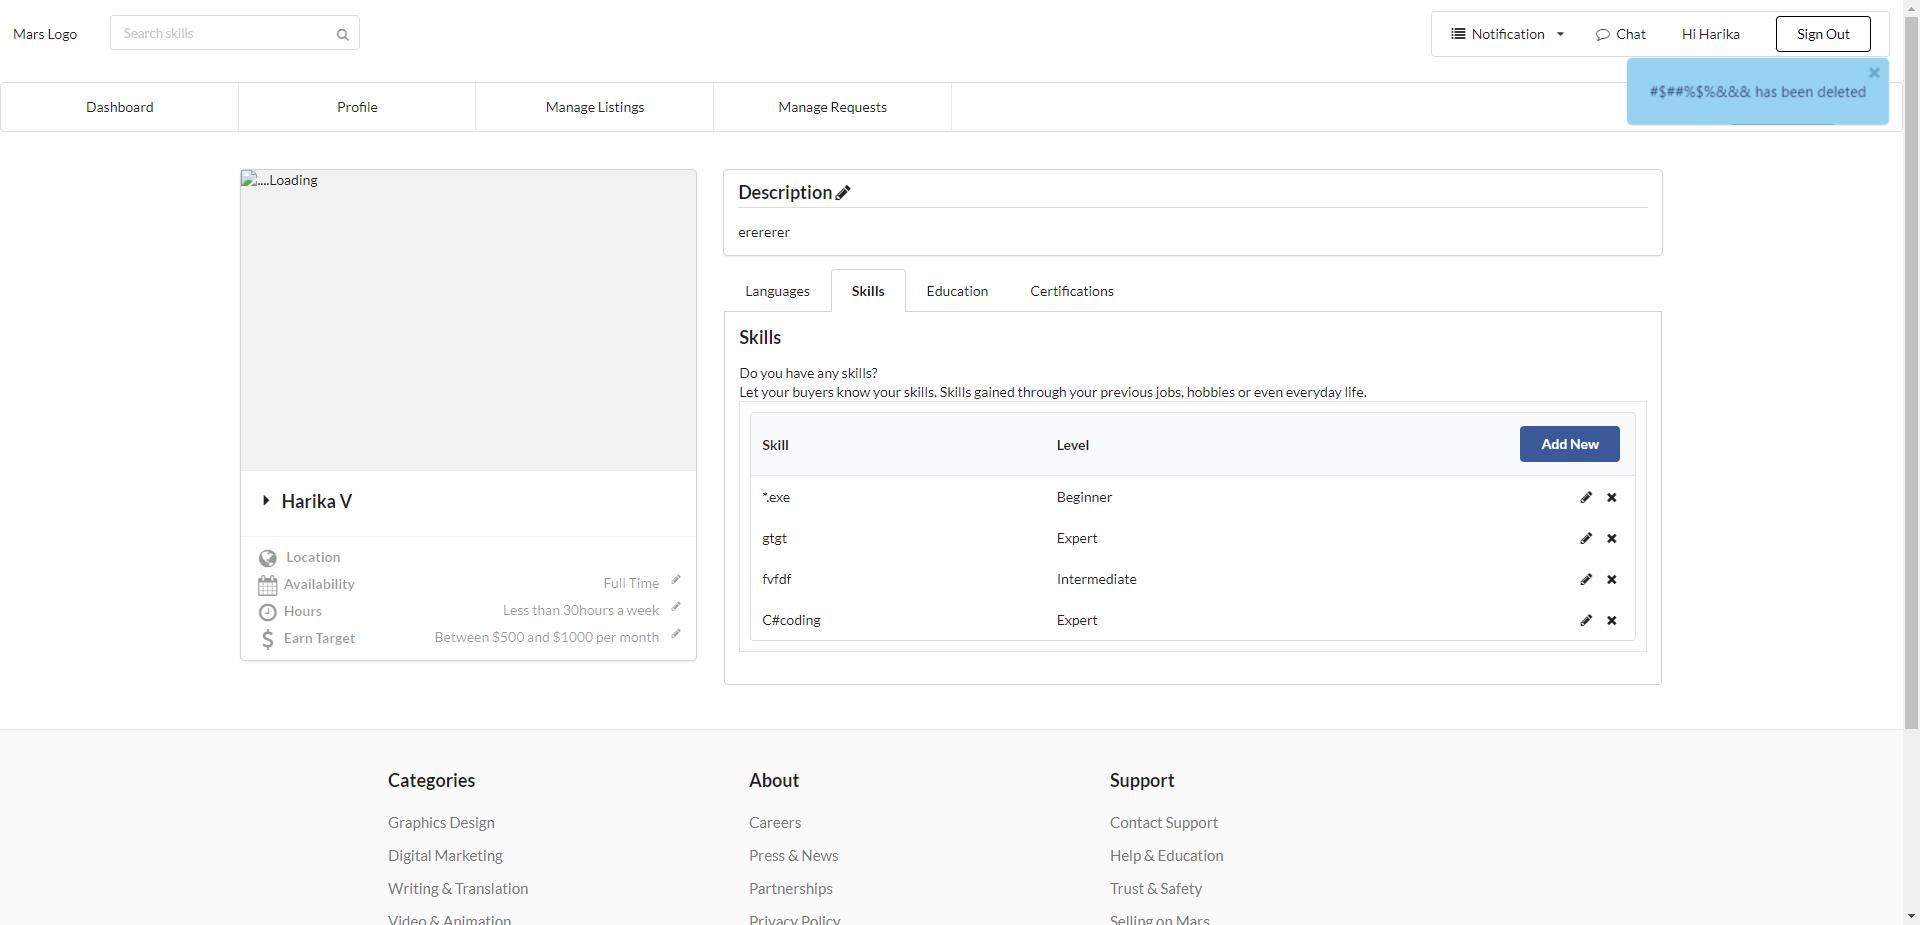 Mars Logo
Search skills
Notification
Chat
Hi Harika
Sign Out
#$##%$%&&& has been deleted
Dashboard
Profile
Manage Listings
Manage Requests
....Loading
Harika V
Location
Availability
Full Time
Hours
Less than 30hours a week
Earn Target
Between $500 and $1000 per month
Description
erererer
Languages
Skills
Education
Certifications
Skills
Do you have any skills?
Let your buyers know your skills. Skills gained through your previous jobs, hobbies or even everyday life.
Skill
Level
Add New
*.exe
Beginner
gtgt
Expert
fvfdf
Intermediate
C#coding
Expert
Categories
Graphics Design
Digital Marketing
Writing & Translation
Video & Animation
About
Careers
Press & News
Partnerships
Privacy Policy
Support
Contact Support
Help & Education
Trust & Safety
Selling on Mars